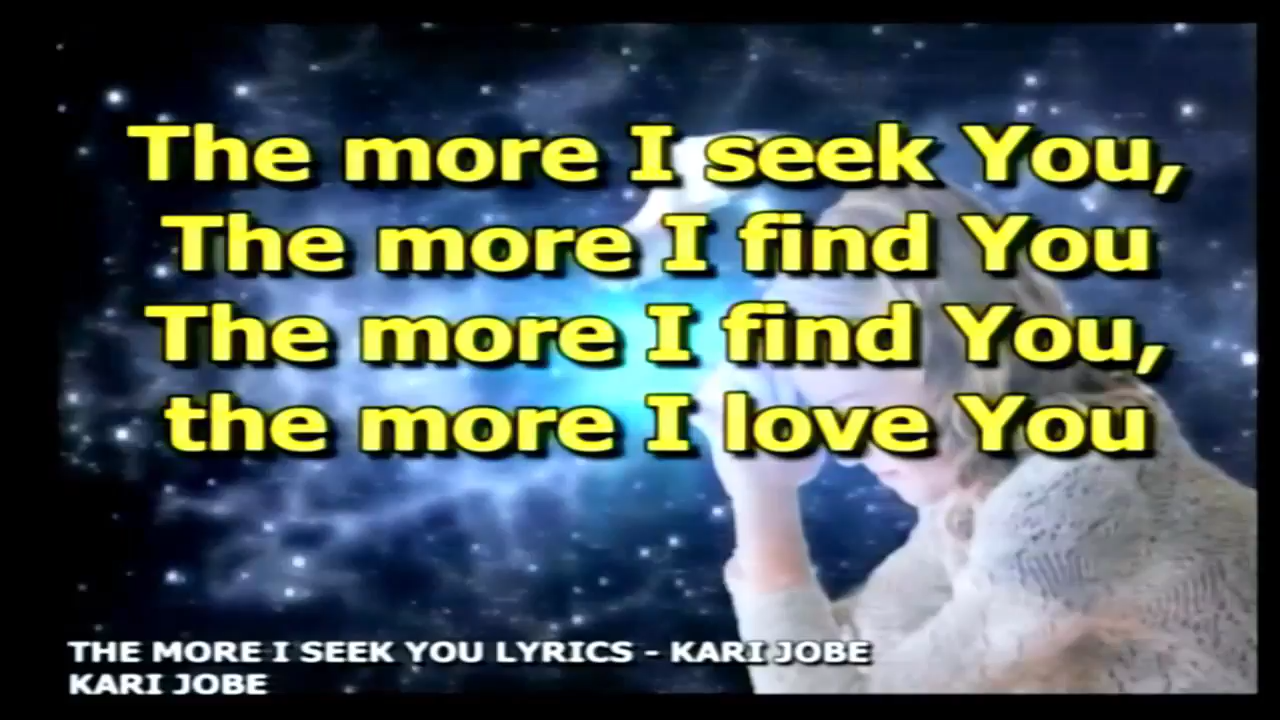 The more I seek You,
The more I find You
The more I find You,
the more I love You
THE MORE I SEEK YOU LYRICS - KARI JOBE
KARI JOBE